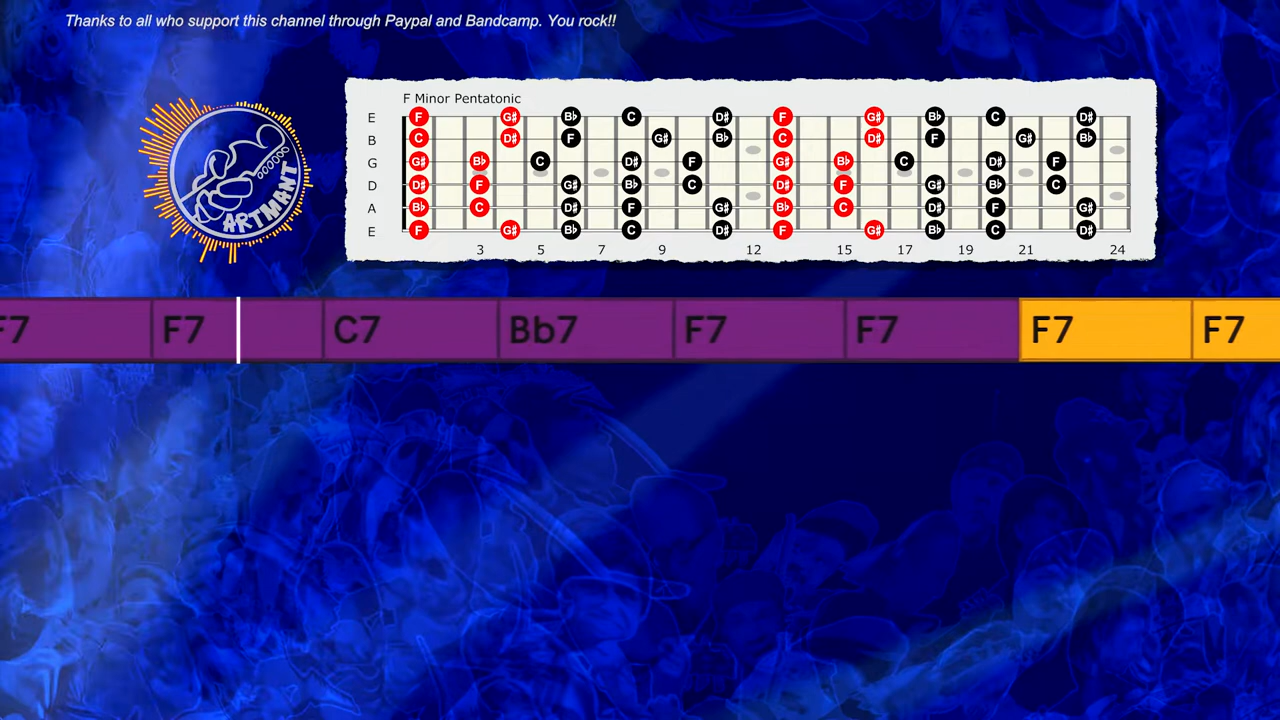 Thanks to all who support this channel through Paypal and Bandcamp. You rock!!
F Minor Pentatonic
E F G♯ B♭ C D♯ F G♯ B♭ C D♯
B C D♯ F G♯ B♭ C D♯ F G♯ B♭
G G♯ B♭ C D♯ F G♯ B♭ C D♯ F
D D♯ F G♯ B♭ C D♯ F G♯ B♭ C
A B♭ C D♯ F G♯ B♭ C D♯ F G♯
E F G♯ B♭ C D♯ F G♯ B♭ C D♯
3 5 7 9 12 15 17 19 21 24
ARTMANT
F7 F7 C7 Bb7 F7 F7 F7 F7